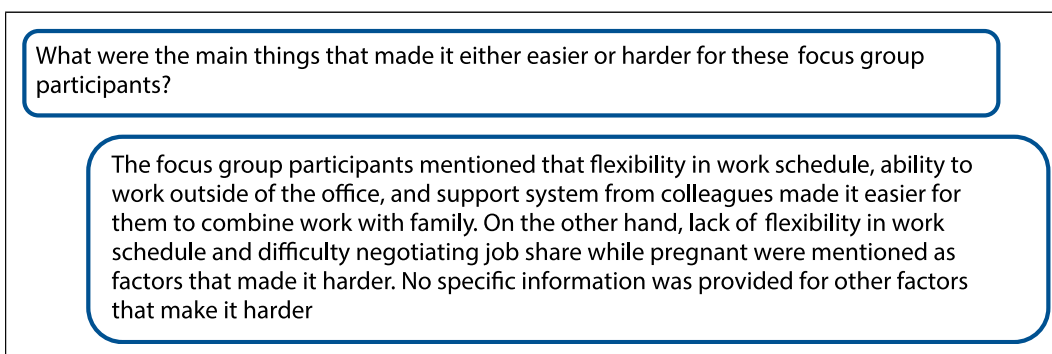 What were the main things that made it either easier or harder for these focus group
participants?
The focus group participants mentioned that flexibility in work schedule, ability to
work outside of the office, and support system from colleagues made it easier for
them to combine work with family. On the other hand, lack of flexibility in work
schedule and difficulty negotiating job share while pregnant were mentioned as
factors that made it harder. No specific information was provided for other factors
that make it harder